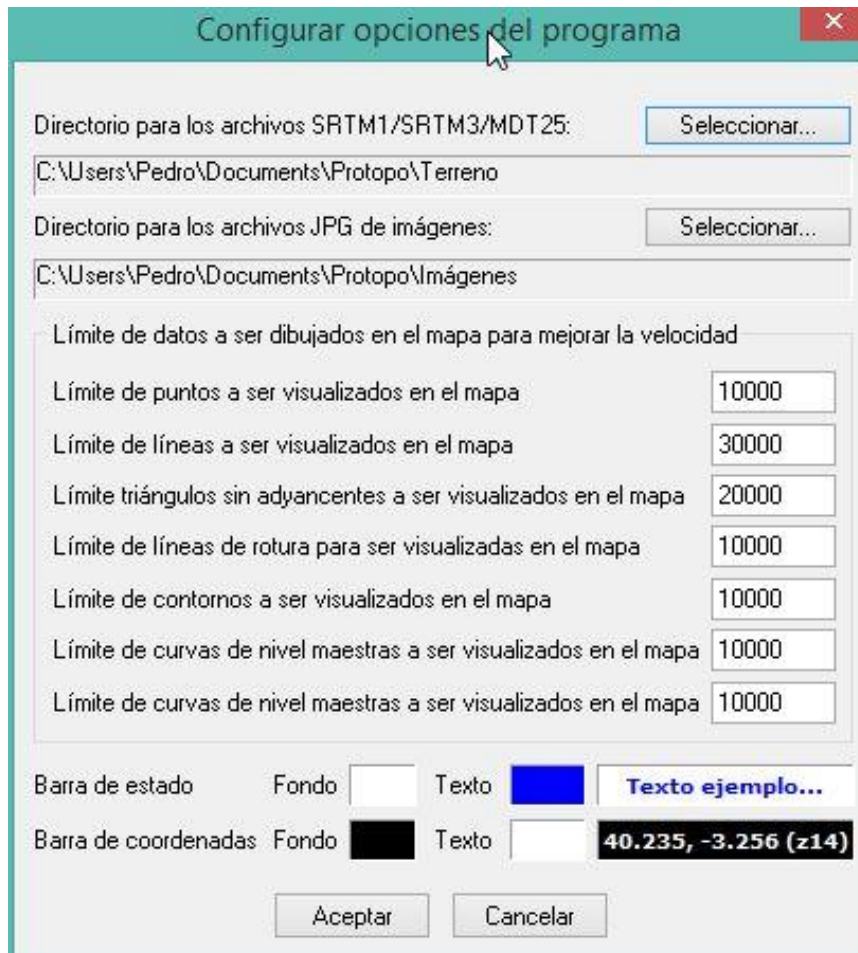 Configurar opciones del programa
Directorio para los archivos SRTM1/SRTM3/MDT25:
Seleccionar...
C:\Users\Pedro\Documents\Protopo\Terreno
Directorio para los archivos JPG de imágenes:
Seleccionar...
C:\Users\Pedro\Documents\Protopo\Imágenes
Límite de datos a ser dibujados en el mapa para mejorar la velocidad
Límite de puntos a ser visualizados en el mapa 10000
Límite de líneas a ser visualizados en el mapa 30000
Límite triángulos sin adyancentes a ser visualizados en el mapa 20000
Límite de líneas de rotura para ser visualizadas en el mapa 10000
Límite de contornos a ser visualizados en el mapa 10000
Límite de curvas de nivel maestras a ser visualizados en el mapa 10000
Límite de curvas de nivel maestras a ser visualizados en el mapa 10000
Barra de estado Fondo Texto Texto ejemplo...
Barra de coordenadas Fondo Texto 40.235, -3.256 (z14)
Aceptar Cancelar